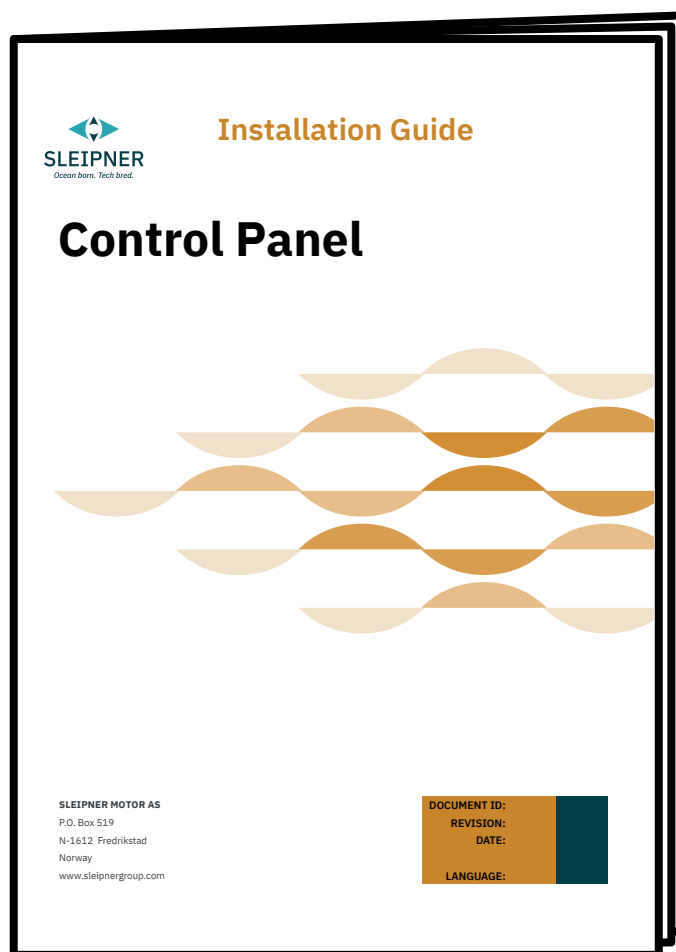 Installation Guide
SLEIPNER
Ocean born. Tech bred.
Control Panel
SLEIPNER MOTOR AS
P.O. Box 519
N-1612 Fredrikstad
Norway
www.sleipnergroup.com
DOCUMENT ID:
REVISION:
DATE:
LANGUAGE: